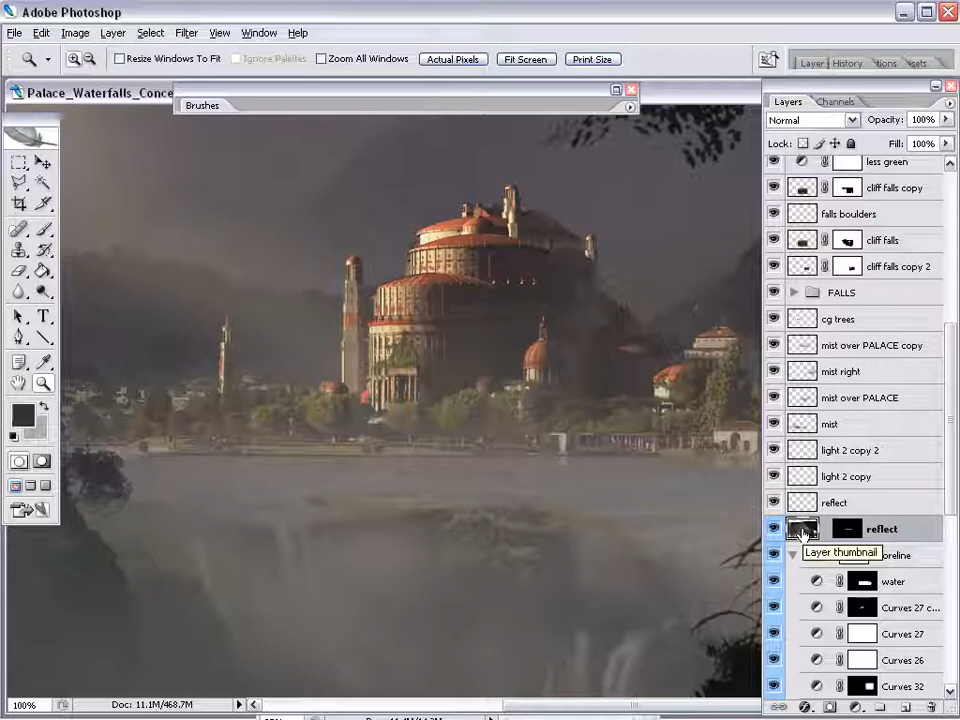 Adobe Photoshop
File Edit Image Layer Select Filter View Window Help
Resize Windows To Fit Ignore Palettes Zoom All Windows Actual Pixels Fit Screen Print Size
Layer History
Palace_Waterfalls_Conce
Brushes
Layers Channels
Normal Opacity: 100%
Lock: Fill: 100%
less green
cliff falls copy
falls boulders
cliff falls
cliff falls copy 2
FALLS
cg trees
mist over PALACE copy
mist right
mist over PALACE
mist
light 2 copy 2
light 2 copy
reflect
reflect
Layer thumbnail
oreline
water
Curves 27 c...
Curves 27
Curves 26
Curves 32
100% Doc: 11.1M/468.7M